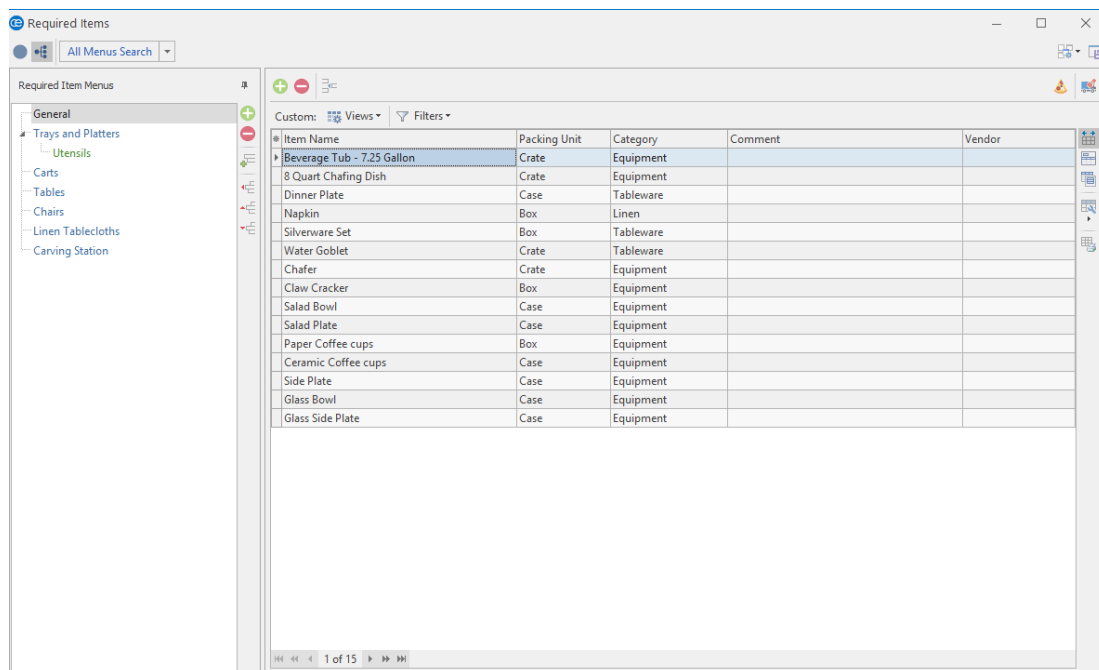 Required Items
All Menus Search
Required Item Menus
General
Trays and Platters
Utensils
Carts
Tables
Chairs
Linen Tablecloths
Carving Station
Custom: Views Filters
Item Name Packing Unit Category Comment Vendor
Beverage Tub - 7.25 Gallon Crate Equipment
8 Quart Chafing Dish Crate Equipment
Dinner Plate Case Tableware
Napkin Box Linen
Silverware Set Box Tableware
Water Goblet Crate Tableware
Chafer Crate Equipment
Claw Cracker Box Equipment
Salad Bowl Case Equipment
Salad Plate Case Equipment
Paper Coffee cups Box Equipment
Ceramic Coffee cups Case Equipment
Side Plate Case Equipment
Glass Bowl Case Equipment
Glass Side Plate Case Equipment
1 of 15